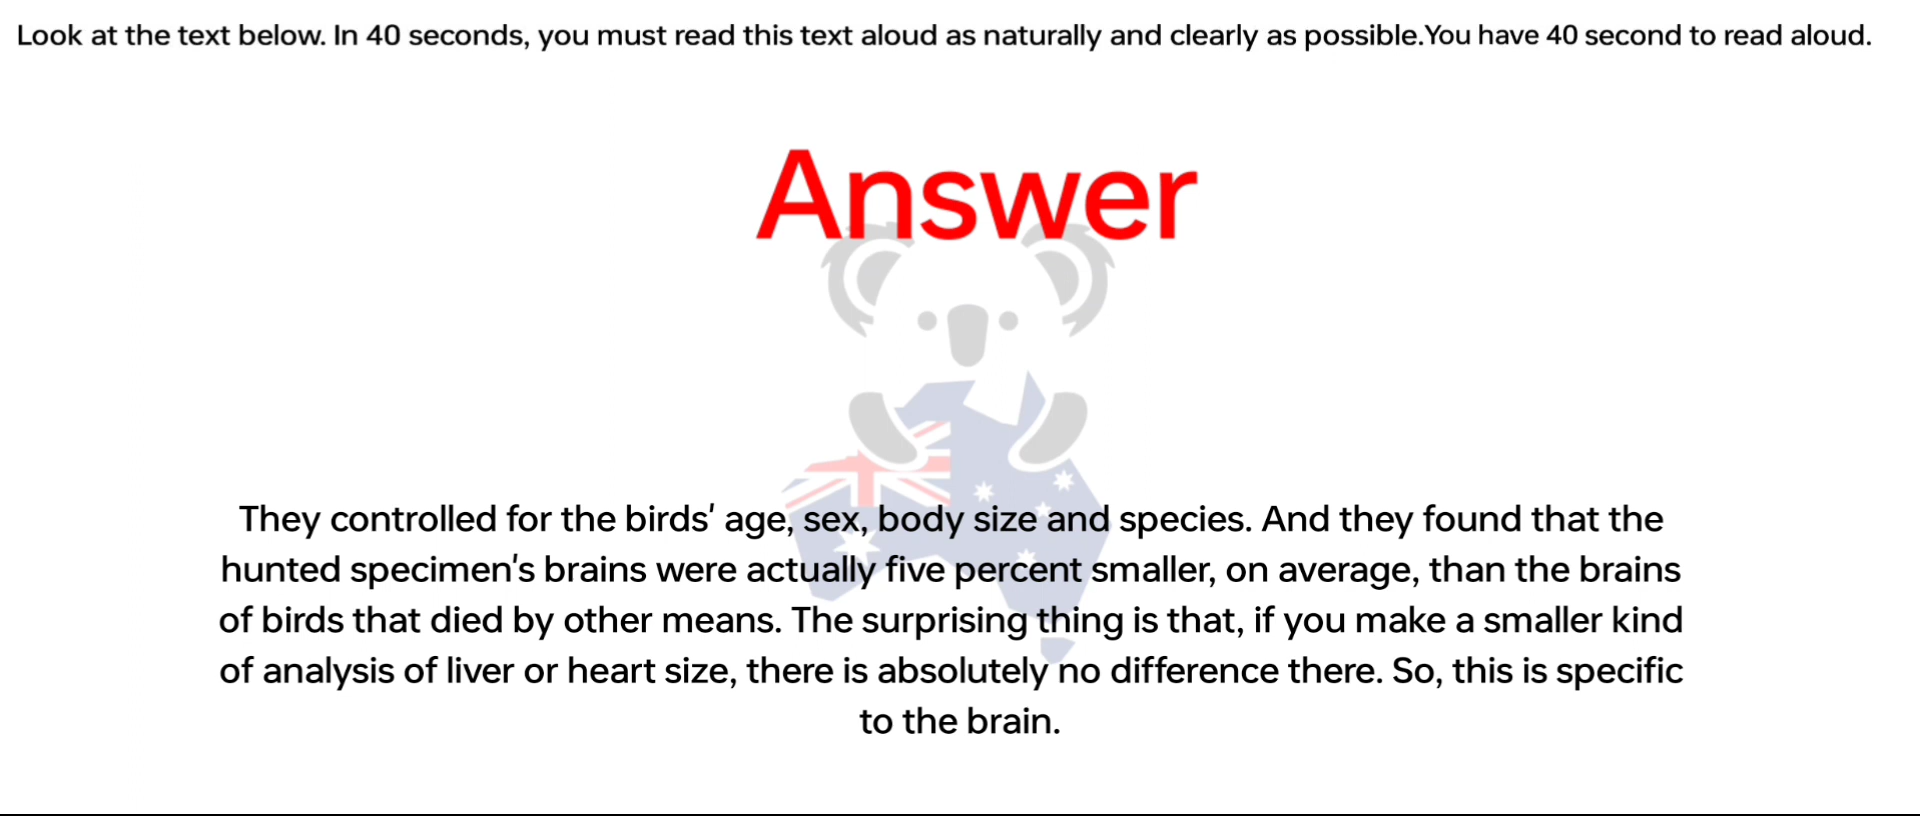 Look at the text below. In 40 seconds, you must read this text aloud as naturally and clearly as possible.You have 40 second to read aloud.
Answer
They controlled for the birds' age, sex, body size and species. And they found that the
hunted specimen's brains were actually five percent smaller, on average, than the brains
of birds that died by other means. The surprising thing is that, if you make a smaller kind
of analysis of liver or heart size, there is absolutely no difference there. So, this is specific
to the brain.